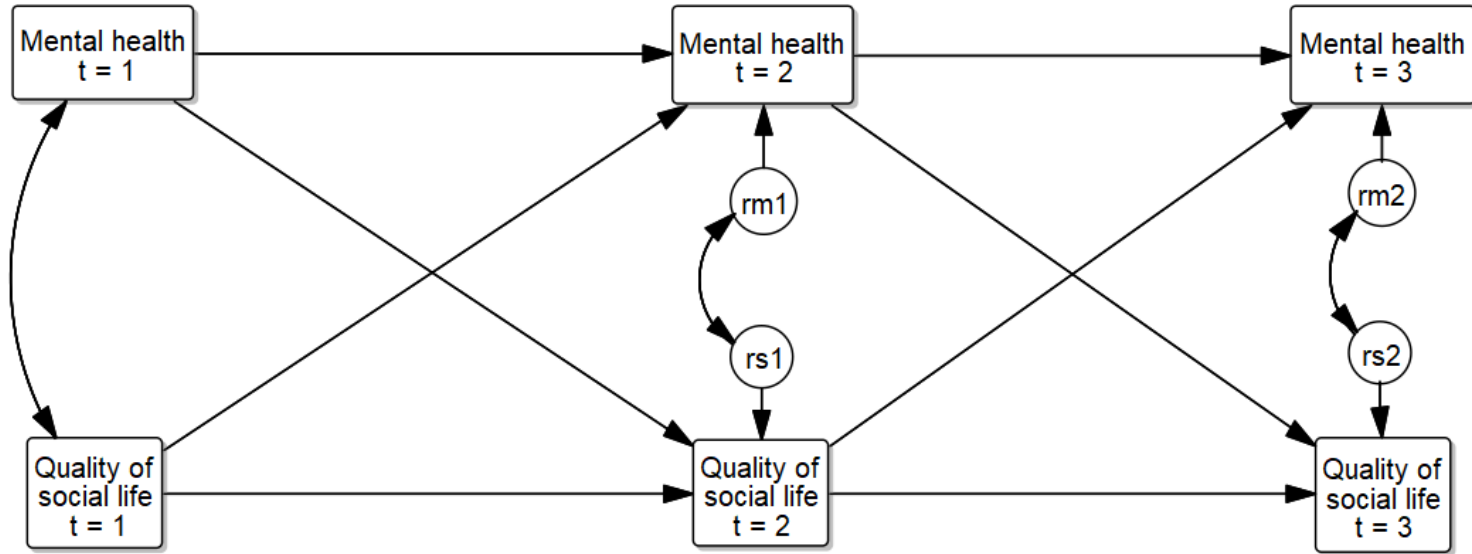 Mental health
t = 1
Mental health
t = 2
Mental health
t = 3
rm1
rm2
rs1
rs2
Quality of
social life
t = 1
Quality of
social life
t = 2
Quality of
social life
t = 3